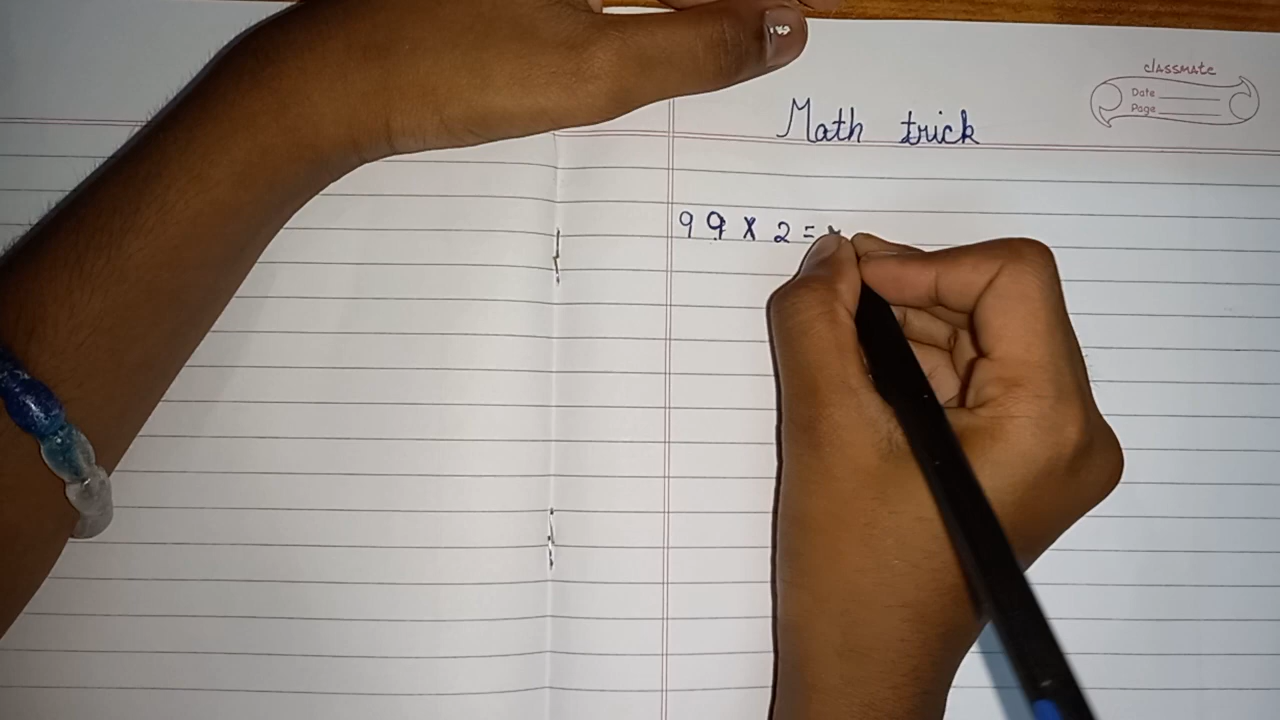 classmate
Date
Page
Math trick
99 x 2 =